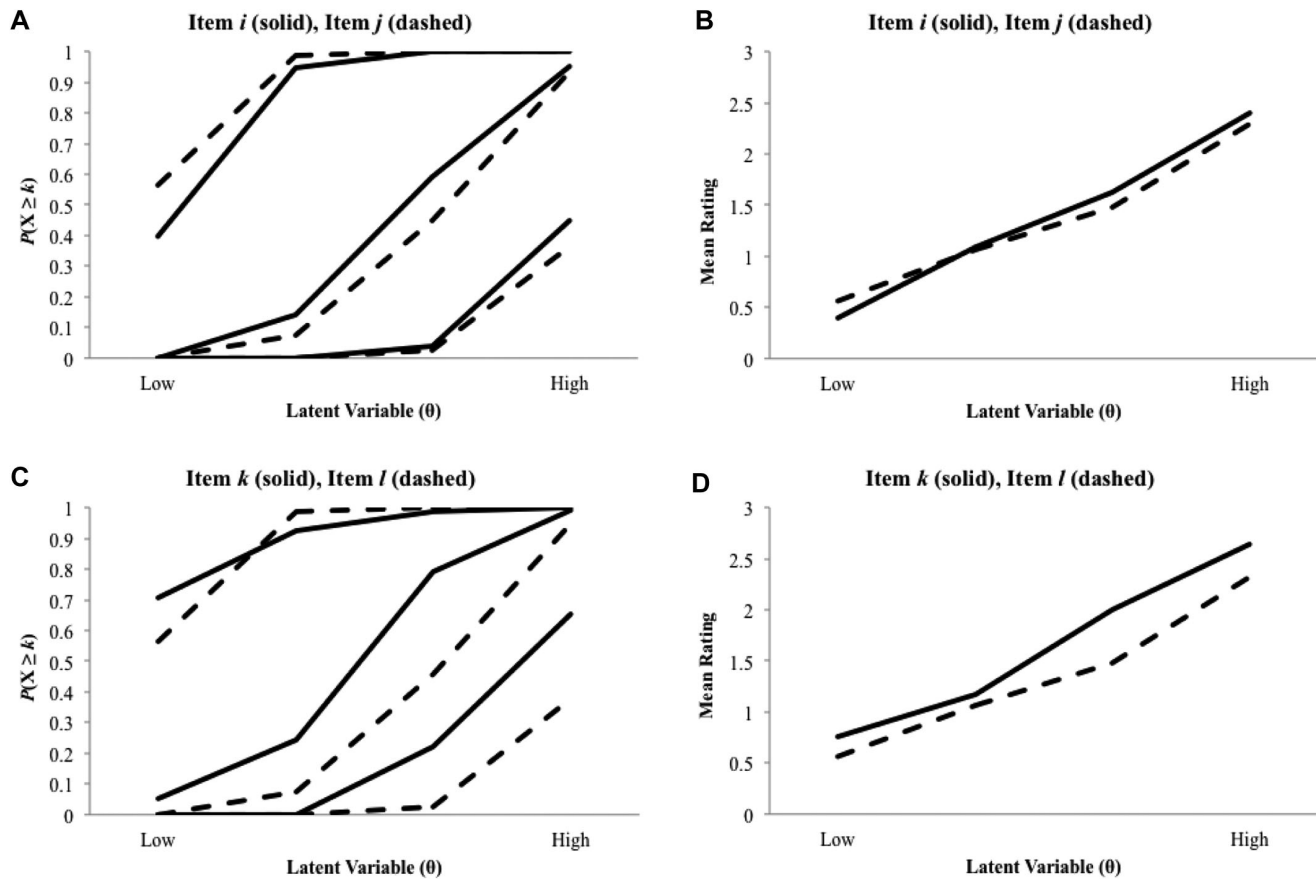 A
Item i (solid), Item j (dashed)
1
0.9
0.8
0.7
0.6
0.5
0.4
0.3
0.2
0.1
0
P(X ≥ k)
Low
High
Latent Variable (θ)
B
Item i (solid), Item j (dashed)
3
2.5
2
1.5
1
0.5
0
Mean Rating
Low
High
Latent Variable (θ)
C
Item k (solid), Item l (dashed)
1
0.9
0.8
0.7
0.6
0.5
0.4
0.3
0.2
0.1
0
P(X ≥ k)
Low
High
Latent Variable (θ)
D
Item k (solid), Item l (dashed)
3
2.5
2
1.5
1
0.5
0
Mean Rating
Low
High
Latent Variable (θ)